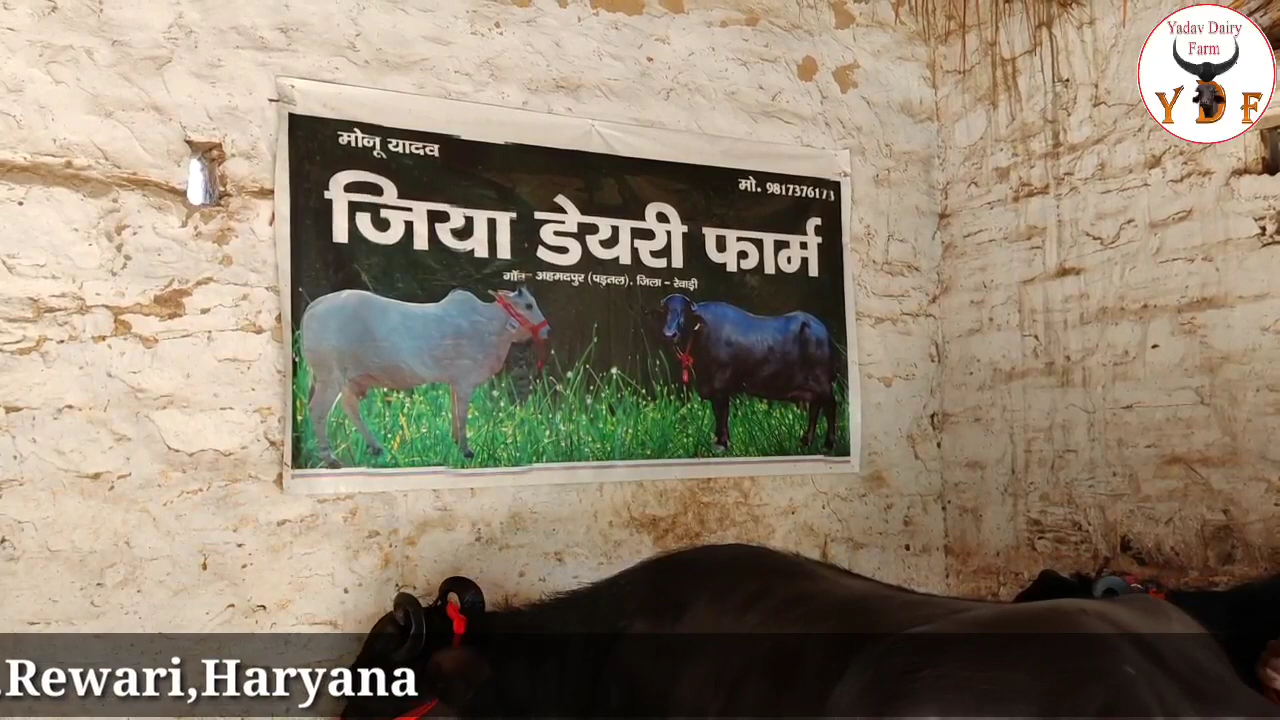 मोनू यादव
मो. 9817376173
जिया डेयरी फार्म
गाँव- अहमदपुर (पड़तल), जिला - रेवाड़ी
Yadav Dairy
Farm
Y D F
.Rewari,Haryana